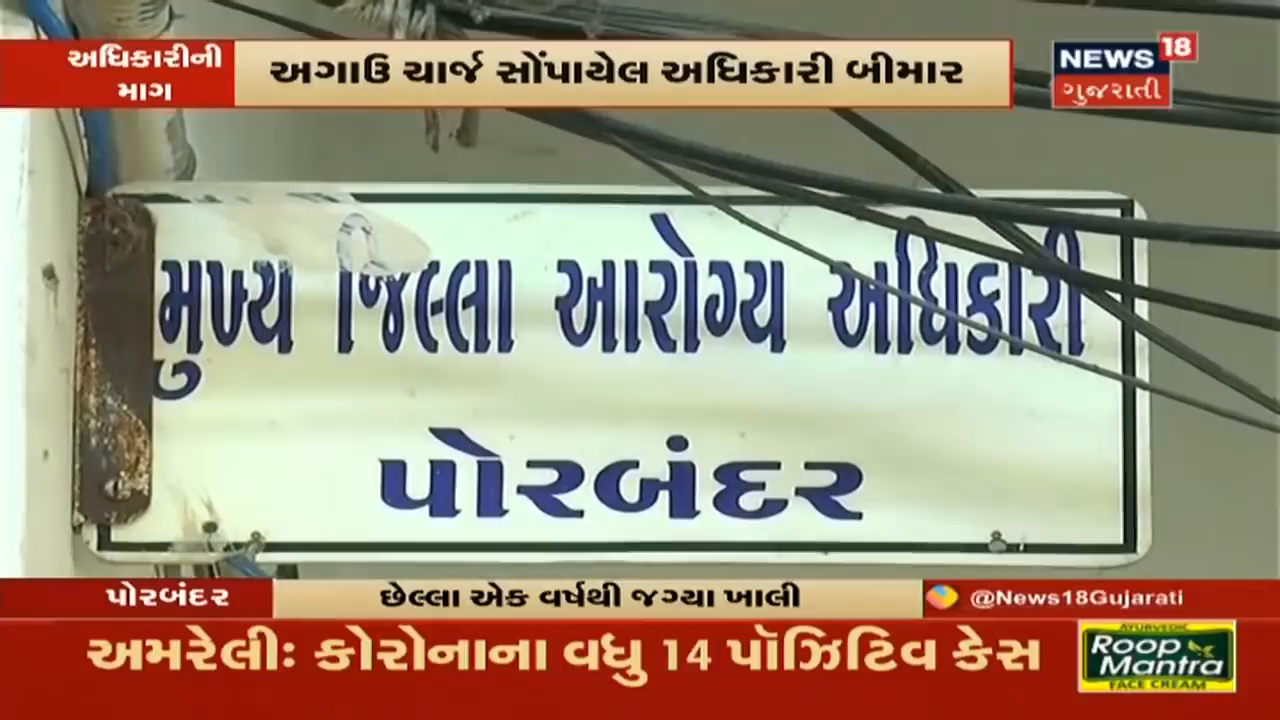 અધિકારીની
માગ
અગાઉ ચાર્જ સોંપાયેલ અધિકારી બીમાર
NEWS 18
ગુજરાતી
મુખ્ય જિલ્લા આરોગ્ય અધિકારી
પોરબંદર
પોરબંદર
છેલ્લા એક વર્ષથી જગ્યા ખાલી
@News18Gujarati
અમરેલીઃ કોરોનાના વધુ 14 પૉઝિટિવ કેસ
AYURVEDIC
Roop
Mantra
FACE CREAM